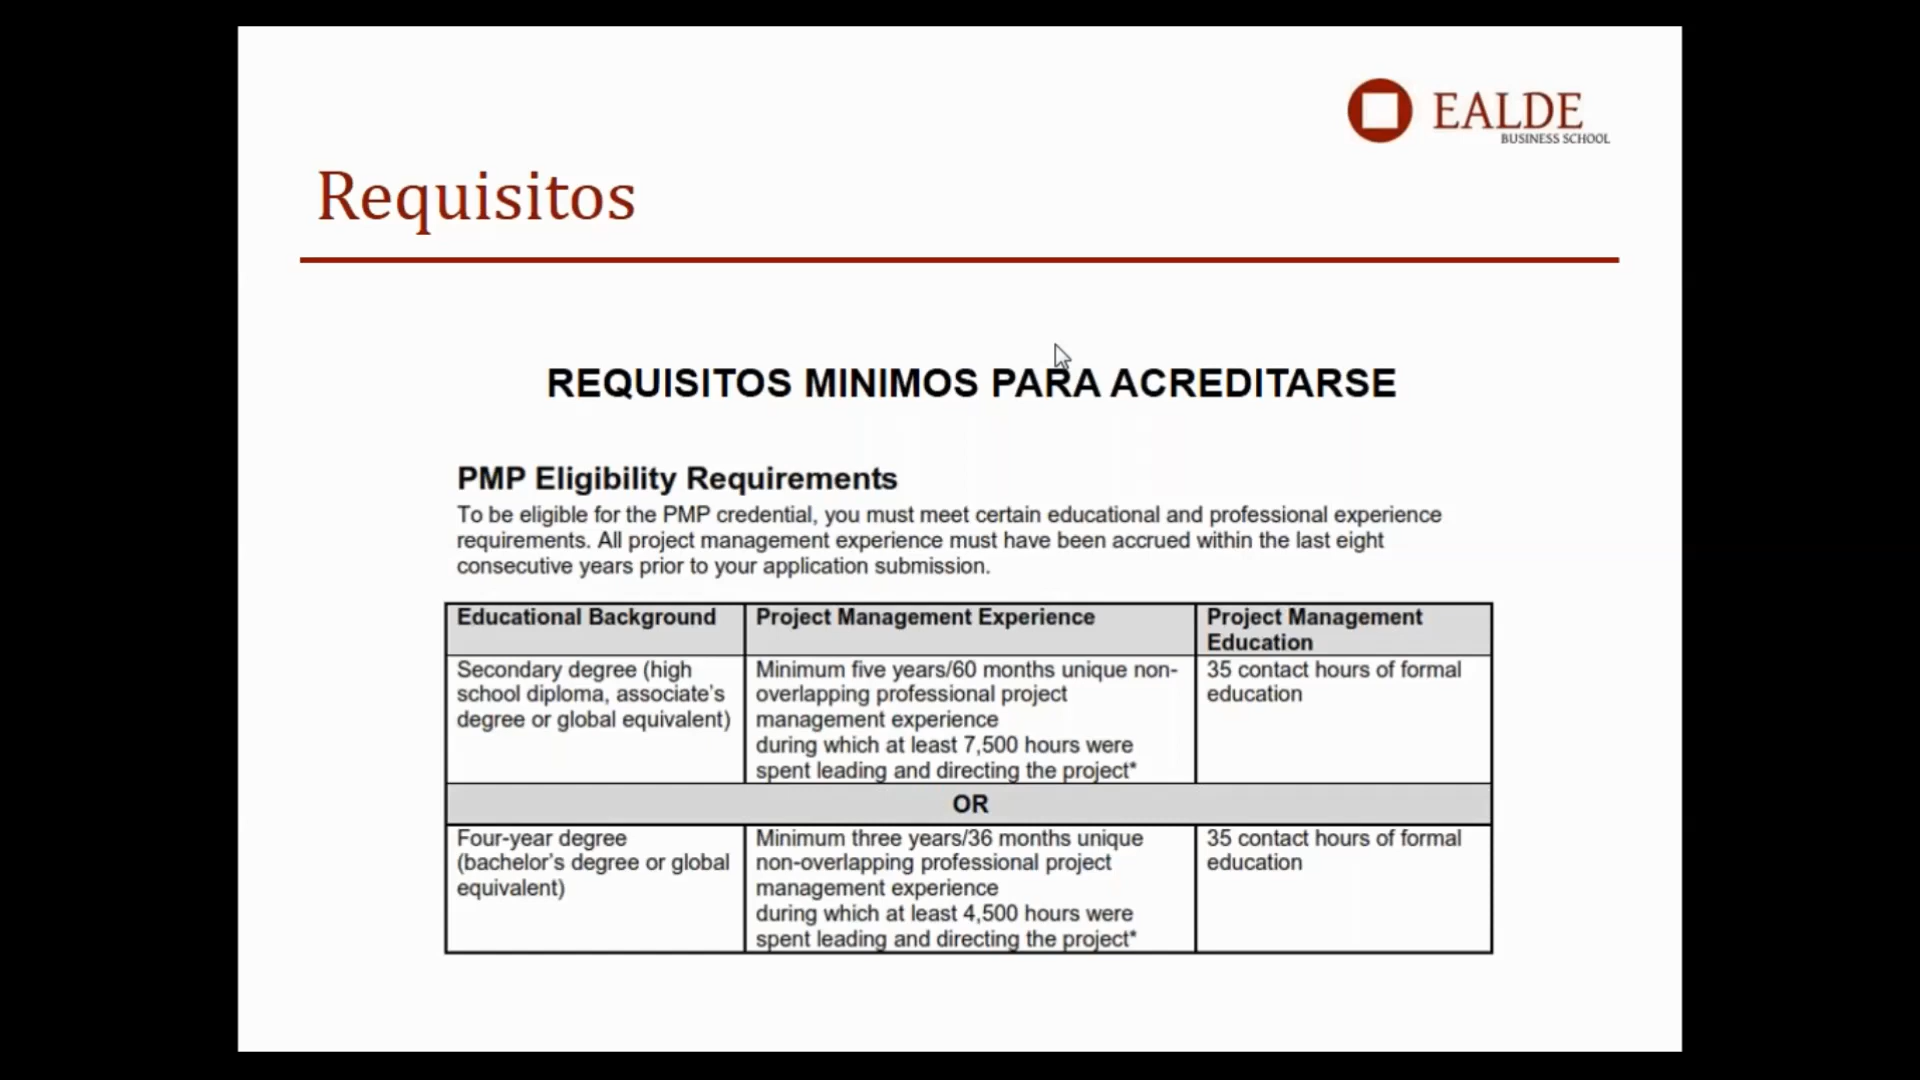 EALDE
BUSINESS SCHOOL
Requisitos
REQUISITOS MINIMOS PARA ACREDITARSE
PMP Eligibility Requirements
To be eligible for the PMP credential, you must meet certain educational and professional experience
requirements. All project management experience must have been accrued within the last eight
consecutive years prior to your application submission.
Educational Background
Project Management Experience
Project Management
Education
Secondary degree (high
school diploma, associate's
degree or global equivalent)
Minimum five years/60 months unique non-
overlapping professional project
management experience
during which at least 7,500 hours were
spent leading and directing the project*
35 contact hours of formal
education
OR
Four-year degree
(bachelor's degree or global
equivalent)
Minimum three years/36 months unique
non-overlapping professional project
management experience
during which at least 4,500 hours were
spent leading and directing the project*
35 contact hours of formal
education